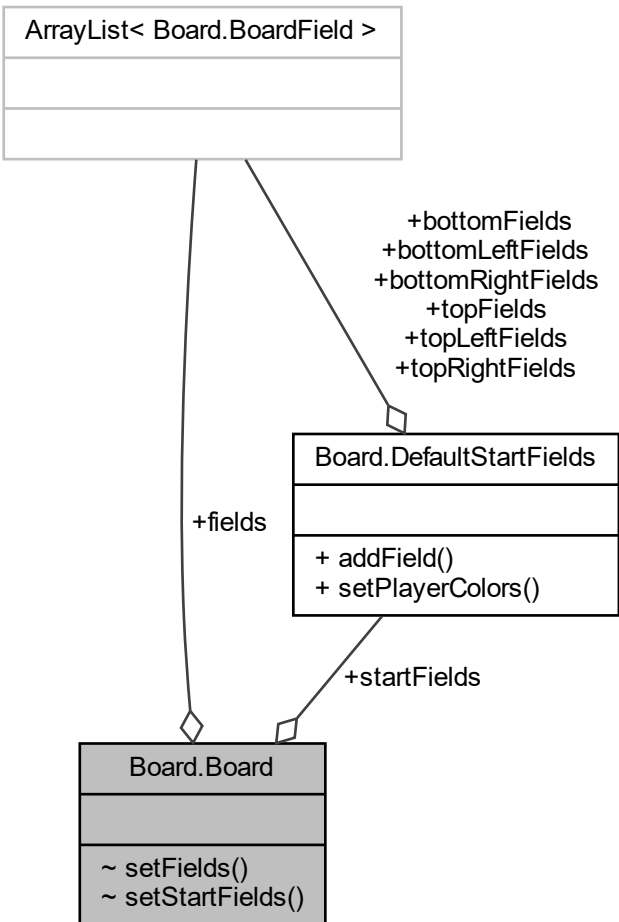 ArrayList< Board.BoardField >
+bottomFields
+bottomLeftFields
+bottomRightFields
+topFields
+topLeftFields
+topRightFields
Board.DefaultStartFields
+ addField()
+ setPlayerColors()
+fields
+startFields
Board.Board
~ setFields()
~ setStartFields()